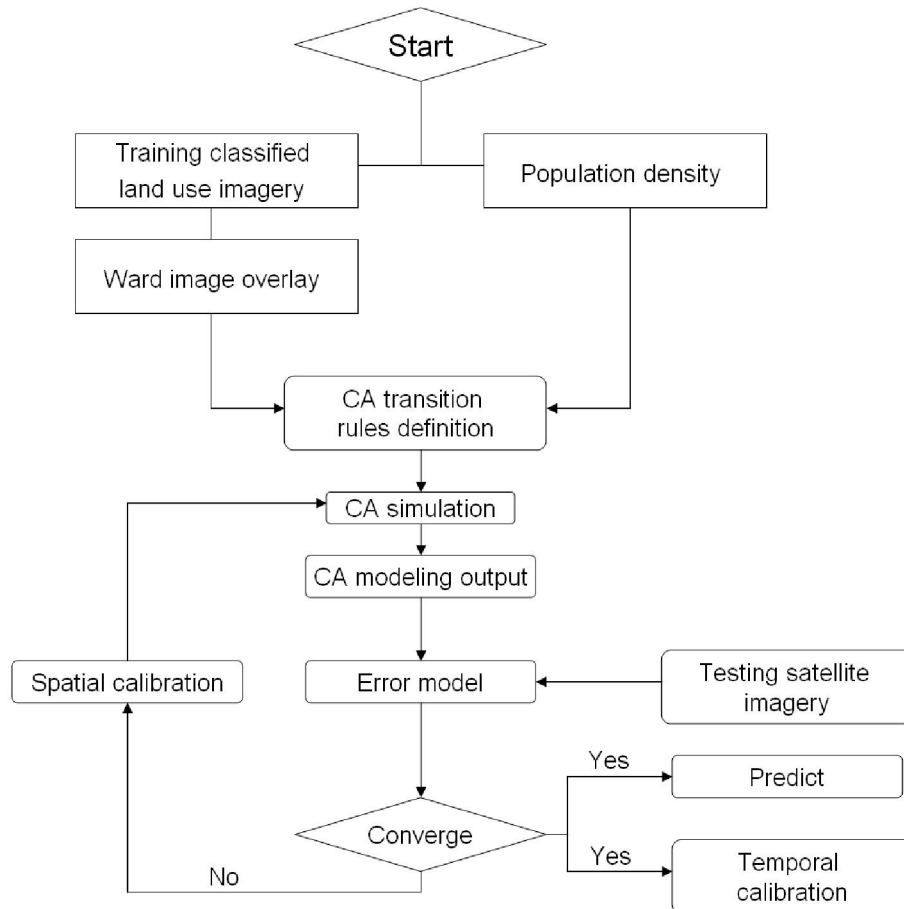 Start
Training classified
land use imagery
Population density
Ward image overlay
CA transition
rules definition
CA simulation
CA modeling output
Spatial calibration
Error model
Testing satellite
imagery
Yes
Predict
Converge
Yes
Temporal
calibration
No